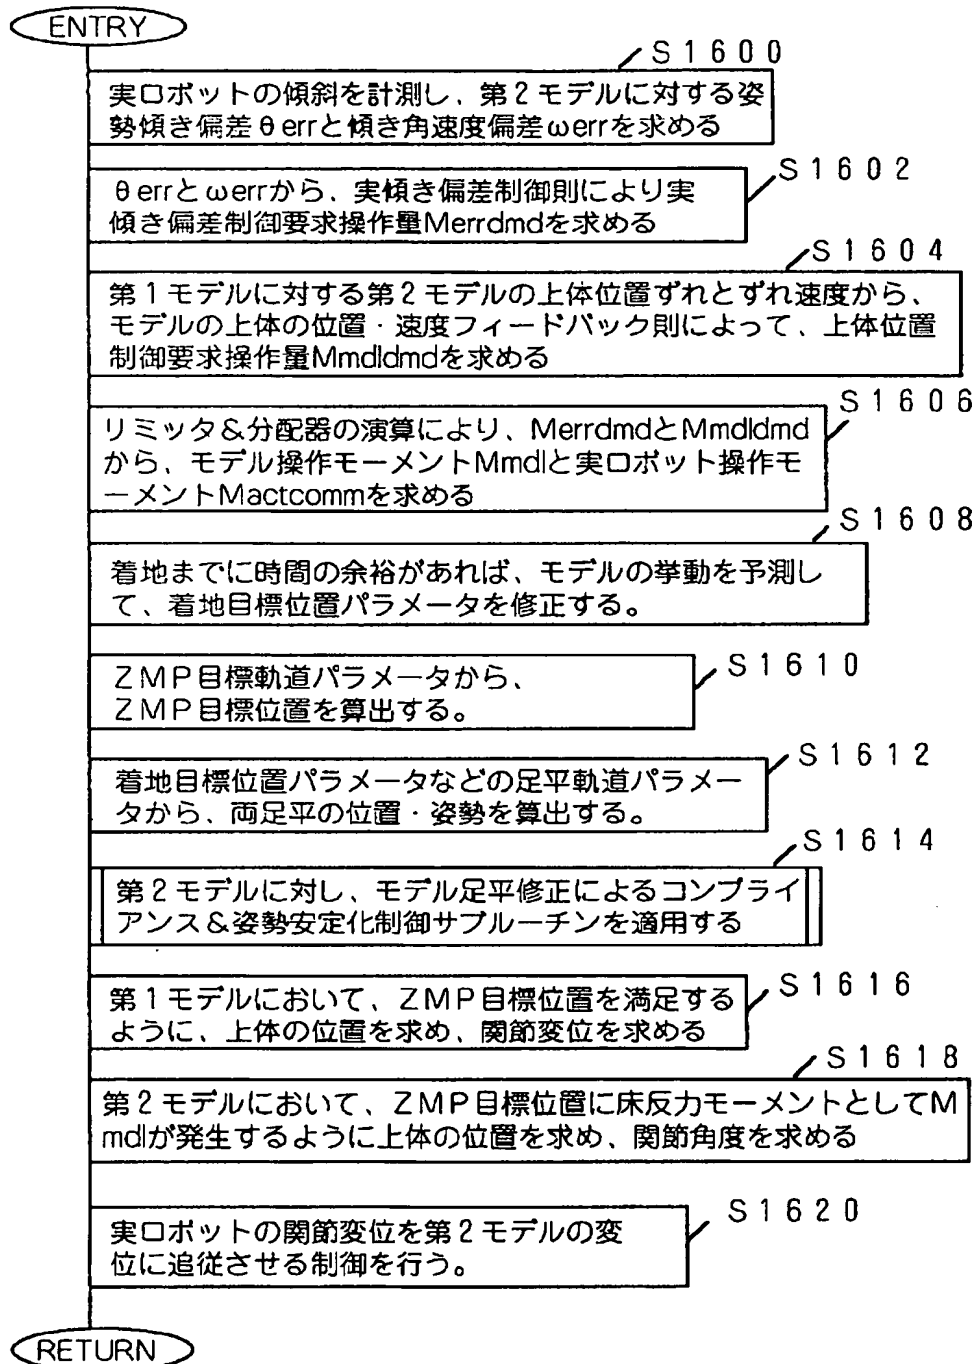 ENTRY
S1600
実ロボットの傾斜を計測し、第2モデルに対する姿
勢傾き偏差θerrと傾き角速度偏差ωerrを求める
S1602
θerrとωerrから、実傾き偏差制御則により実
傾き偏差制御要求操作量Merrdmdを求める
S1604
第1モデルに対する第2モデルの上体位置ずれとずれ速度から、
モデルの上体の位置・速度フィードバック則によって、上体位置
制御要求操作量Mmdldmdを求める
S1606
リミッタ&分配器の演算により、MerrdmdとMmdldmd
から、モデル操作モーメントMmdlと実ロボット操作モ
ーメントMactcommを求める
S1608
着地までに時間の余裕があれば、モデルの挙動を予測し
て、着地目標位置パラメータを修正する。
S1610
ZMP目標軌道パラメータから、
ZMP目標位置を算出する。
S1612
着地目標位置パラメータなどの足平軌道パラメー
タから、両足平の位置・姿勢を算出する。
S1614
第2モデルに対し、モデル足平修正によるコンプライ
アンス&姿勢安定化制御サブルーチンを適用する
S1616
第1モデルにおいて、ZMP目標位置を満足する
ように、上体の位置を求め、関節変位を求める
S1618
第2モデルにおいて、ZMP目標位置に床反力モーメントとしてM
mdlが発生するように上体の位置を求め、関節角度を求める
S1620
実ロボットの関節変位を第2モデルの変
位に追従させる制御を行う。
RETURN